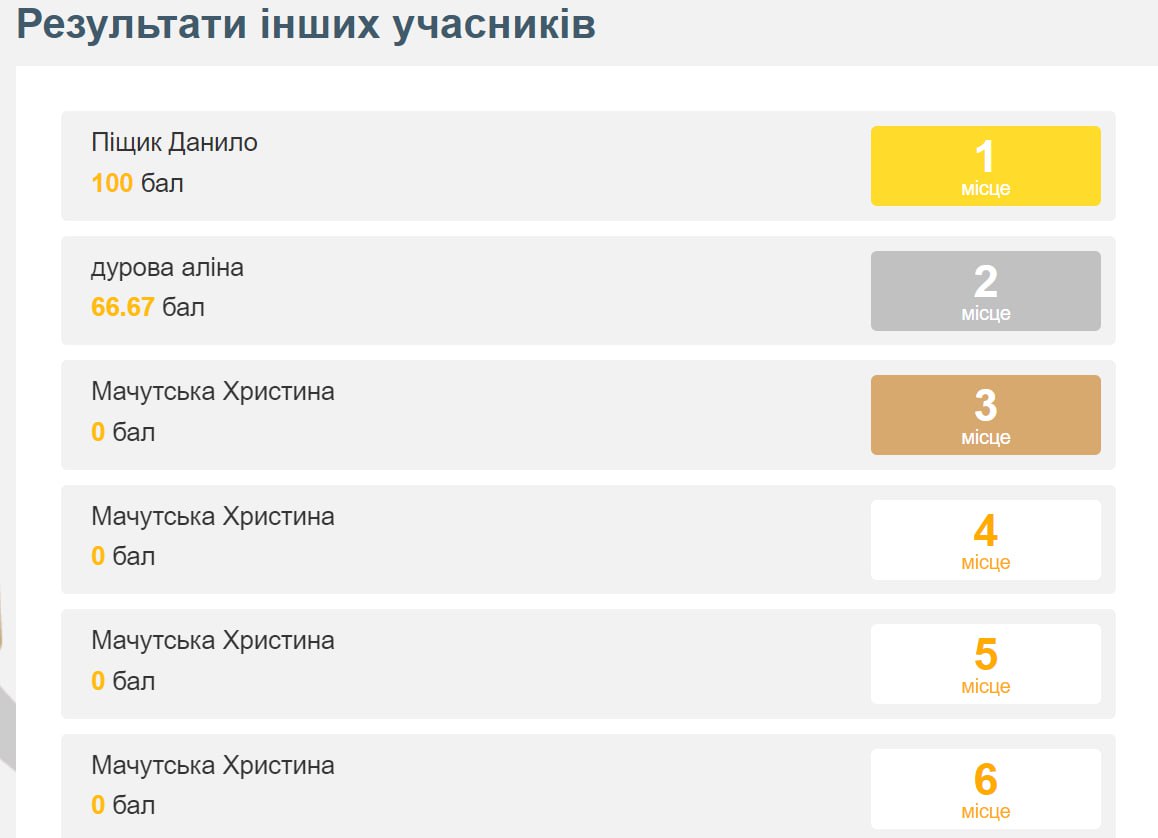 Результати інших учасників
Піщик Данило
100 бал
1
місце
дурова аліна
66.67 бал
2
місце
Мачутська Христина
0 бал
3
місце
Мачутська Христина
0 бал
4
місце
Мачутська Христина
0 бал
5
місце
Мачутська Христина
0 бал
6
місце